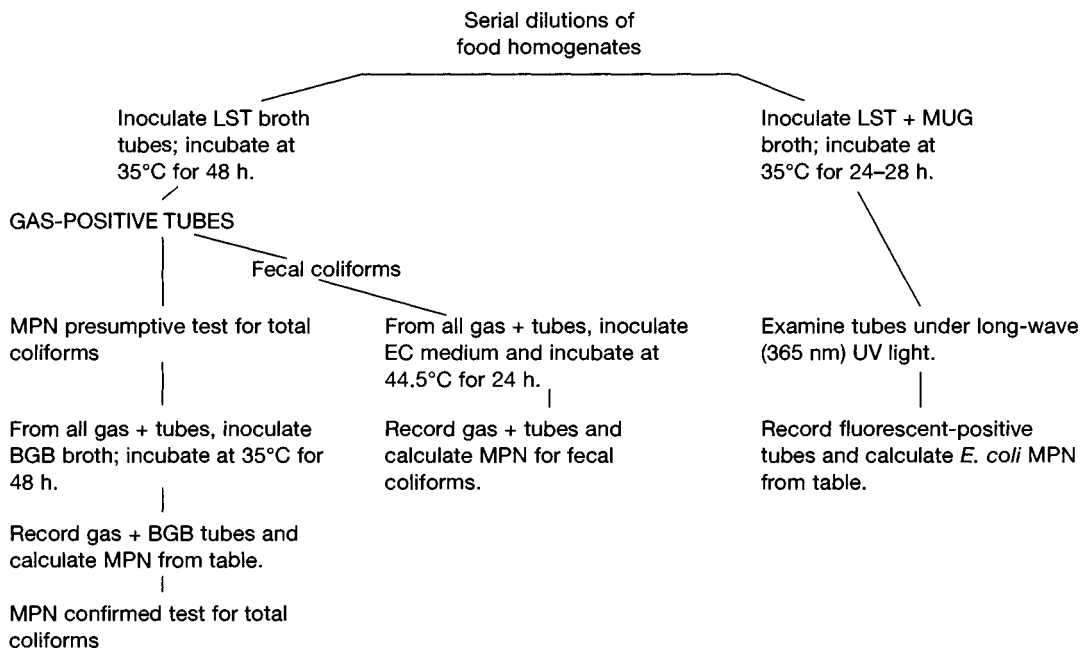 Serial dilutions of
food homogenates
Inoculate LST broth
tubes; incubate at
35°C for 48 h.
Inoculate LST + MUG
broth; incubate at
35°C for 24–28 h.
GAS-POSITIVE TUBES
Fecal coliforms
MPN presumptive test for total
coliforms
From all gas + tubes, inoculate
EC medium and incubate at
44.5°C for 24 h.
Examine tubes under long-wave
(365 nm) UV light.
From all gas + tubes, inoculate
BGB broth; incubate at 35°C for
48 h.
Record gas + tubes and
calculate MPN for fecal
coliforms.
Record fluorescent-positive
tubes and calculate E. coli MPN
from table.
Record gas + BGB tubes and
calculate MPN from table.
MPN confirmed test for total
coliforms